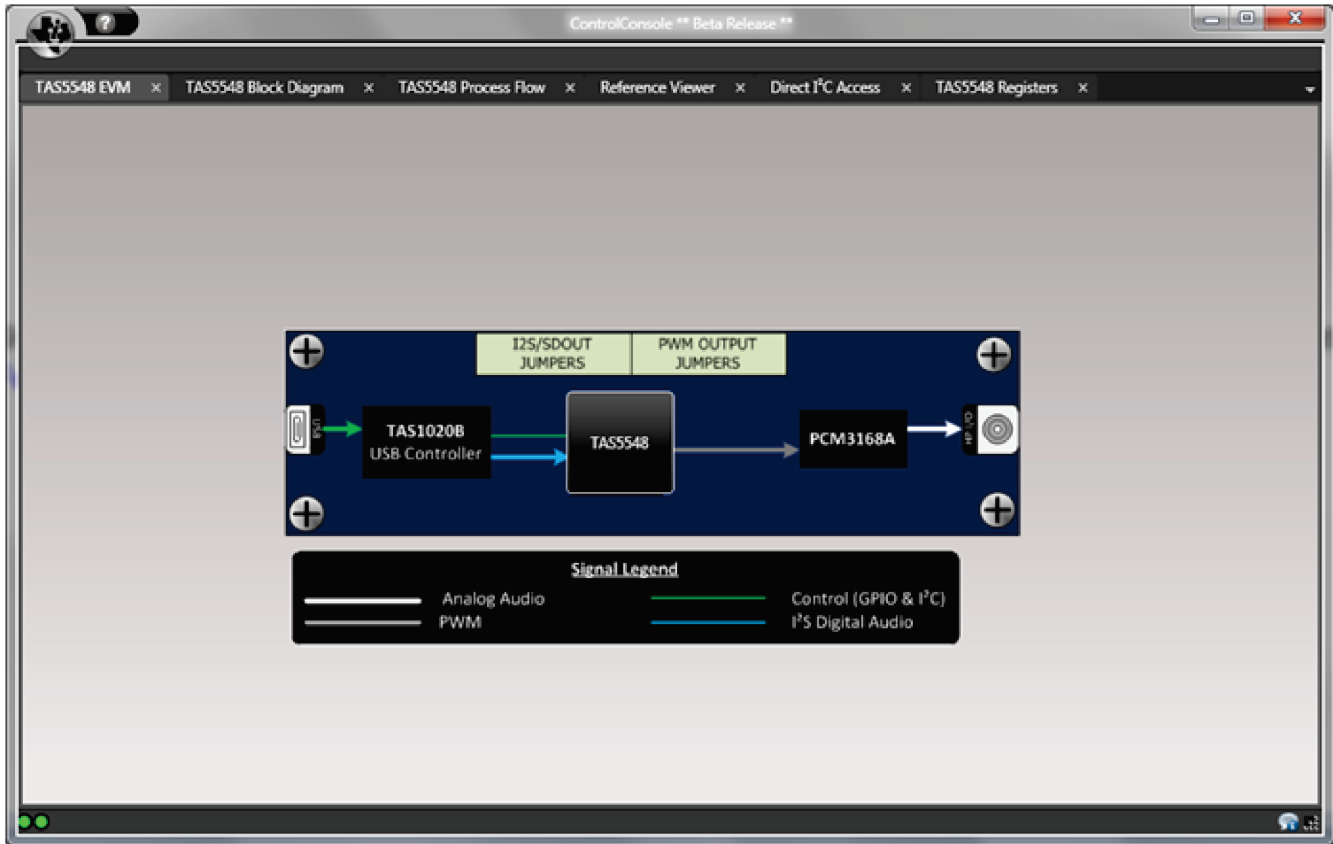 ?
ControlConsole ** Beta Release **
TAS5548 EVM × TAS5548 Block Diagram × TAS5548 Process Flow × Reference Viewer × Direct I²C Access × TAS5548 Registers ×
I2S/SDOUT
JUMPERS
PWM OUTPUT
JUMPERS
USB
TAS1020B
USB Controller
TAS5548
PCM3168A
HP I/O
Signal Legend
Analog Audio
Control (GPIO & I²C)
PWM
I²S Digital Audio